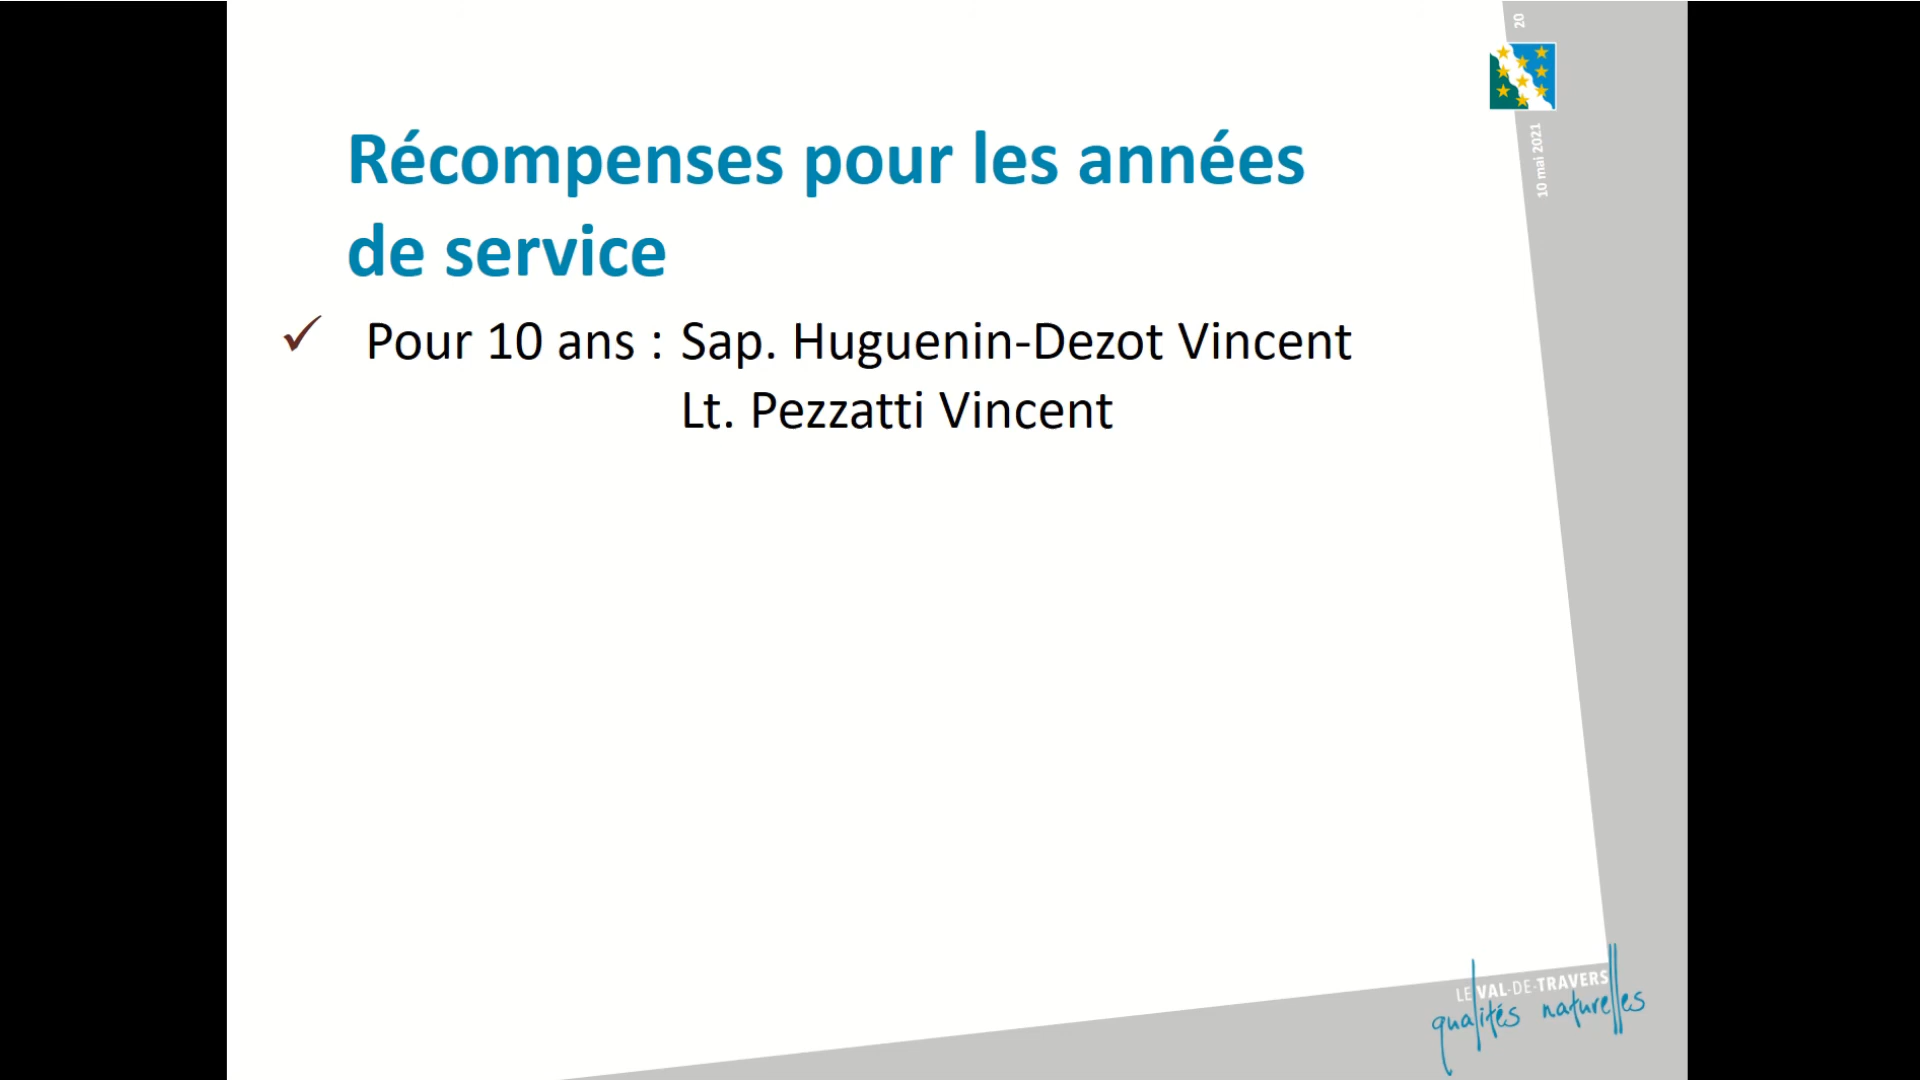 20
10 mai 2021
Récompenses pour les années
de service
✓ Pour 10 ans : Sap. Huguenin-Dezot Vincent
Lt. Pezzatti Vincent
LE VAL-DE-TRAVERS
qualités naturelles